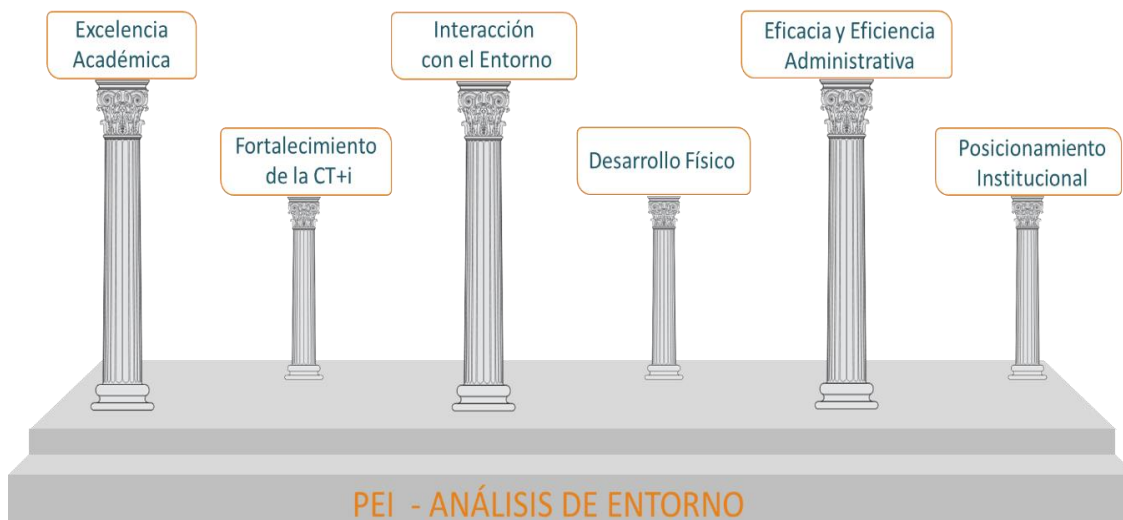 Excelencia
Académica
Fortalecimiento
de la CT+i
Interacción
con el Entorno
Desarrollo Físico
Eficacia y Eficiencia
Administrativa
Posicionamiento
Institucional
PEI - ANÁLISIS DE ENTORNO